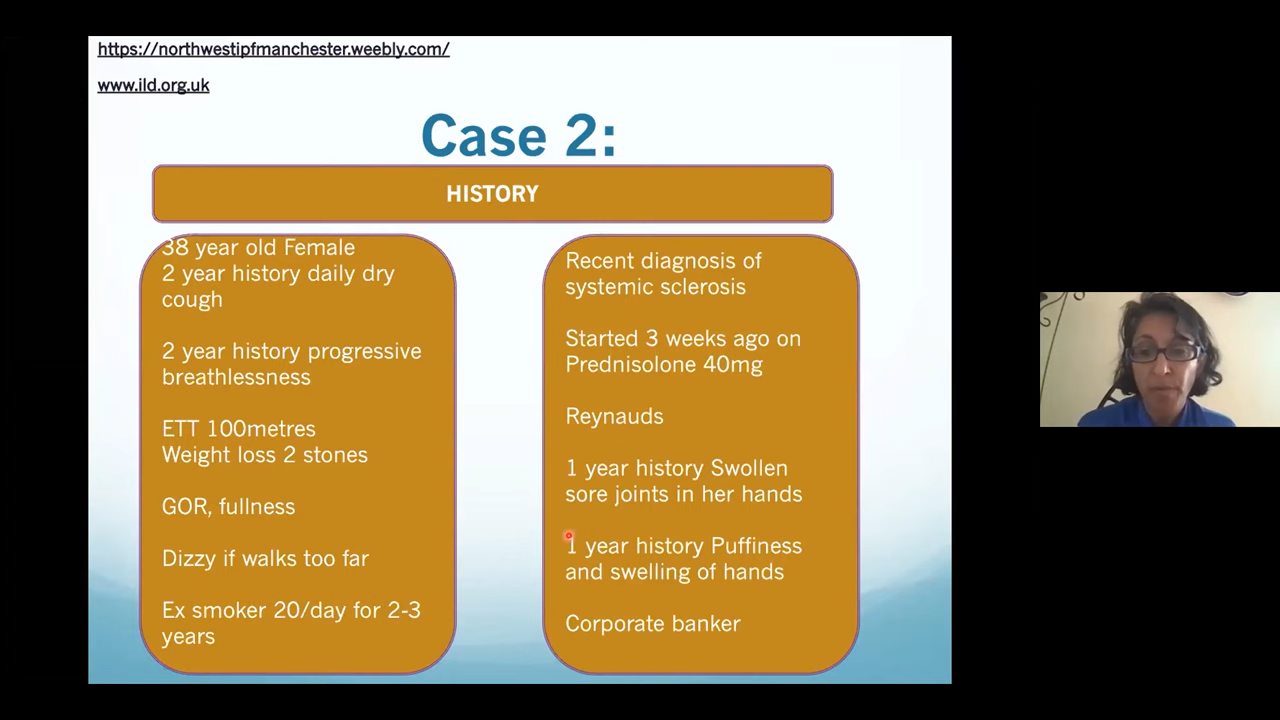 https://northwestipfmanchester.weebly.com/
www.ild.org.uk
Case 2:
HISTORY
38 year old Female
2 year history daily dry
cough
2 year history progressive
breathlessness
ETT 100metres
Weight loss 2 stones
GOR, fullness
Dizzy if walks too far
Ex smoker 20/day for 2-3
years
Recent diagnosis of
systemic sclerosis
Started 3 weeks ago on
Prednisolone 40mg
Reynauds
1 year history Swollen
sore joints in her hands
1 year history Puffiness
and swelling of hands
Corporate banker